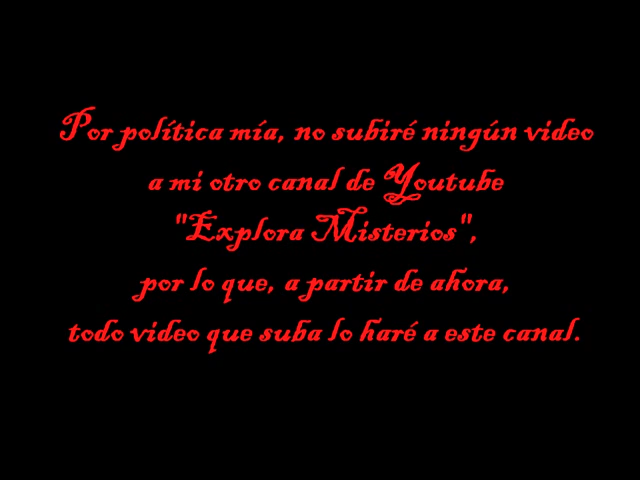 Por política mía, no subiré ningún video
a mi otro canal de Youtube
"Explora Misterios",
por lo que, a partir de ahora,
todo video que suba lo haré a este canal.